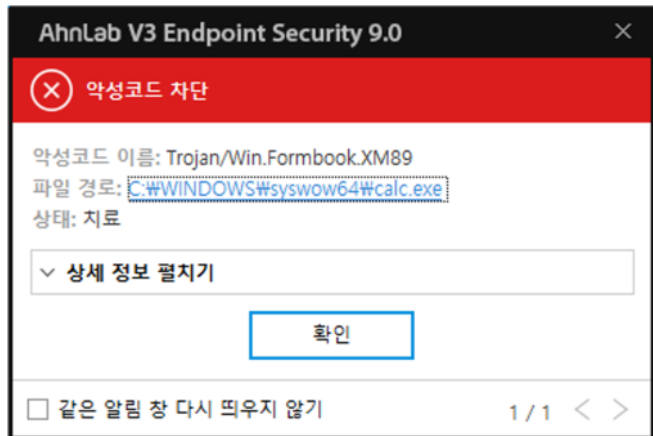 AhnLab V3 Endpoint Security 9.0
악성코드 차단
악성코드 이름: Trojan/Win.Formbook.XM89
파일 경로: C:₩WINDOWS₩syswow64₩calc.exe
상태: 치료
상세 정보 펼치기
확인
같은 알림 창 다시 띄우지 않기 1 / 1